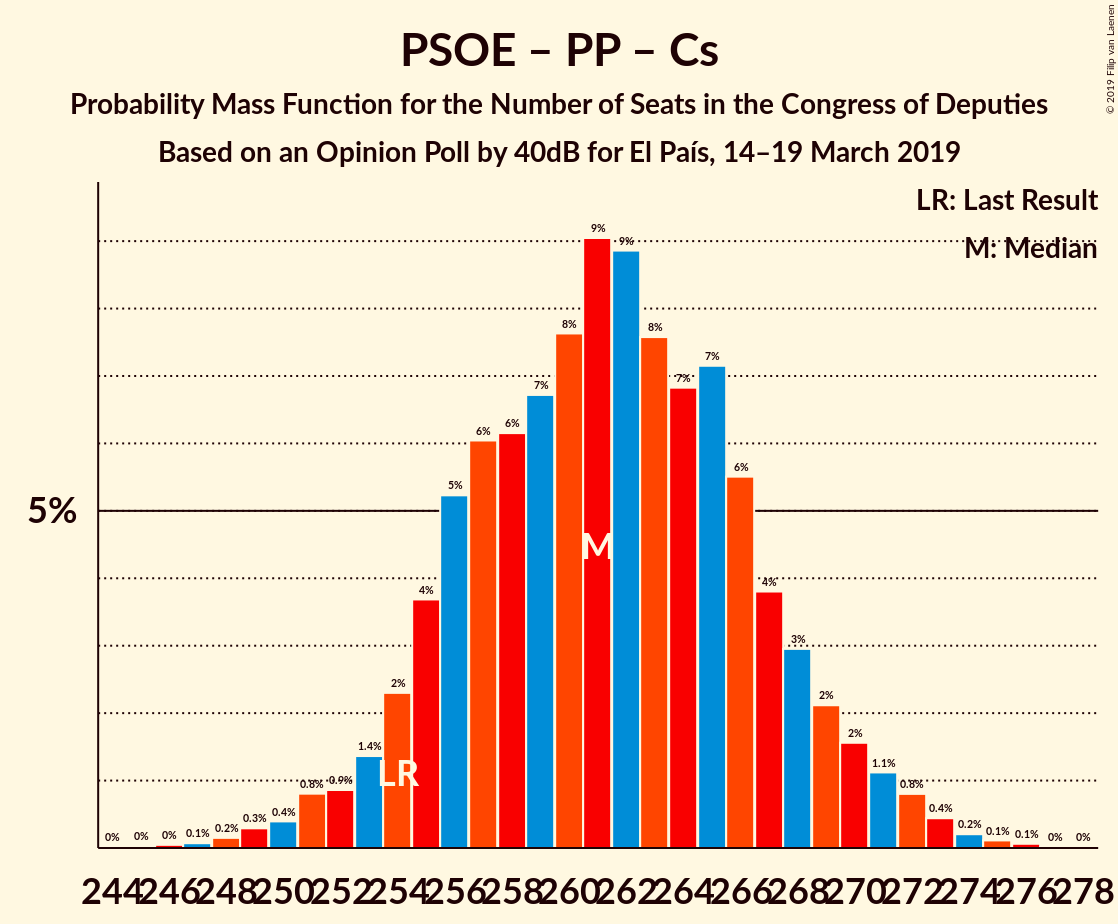 PSOE – PP – Cs
Probability Mass Function for the Number of Seats in the Congress of Deputies
Based on an Opinion Poll by 40dB for El País, 14–19 March 2019
© 2019 Filip van Laenen
LR: Last Result
M: Median
5%
0% 0% 0% 0.1% 0.2% 0.3% 0.4% 0.8% 0.9% 1.4% 2% 4% 5% 6% 6% 7% 8% 9% 9% 8% 7% 7% 6% 4% 3% 2% 2% 1.1% 0.8% 0.4% 0.2% 0.1% 0.1% 0% 0%
M
LR
244 246 248 250 252 254 256 258 260 262 264 266 268 270 272 274 276 278